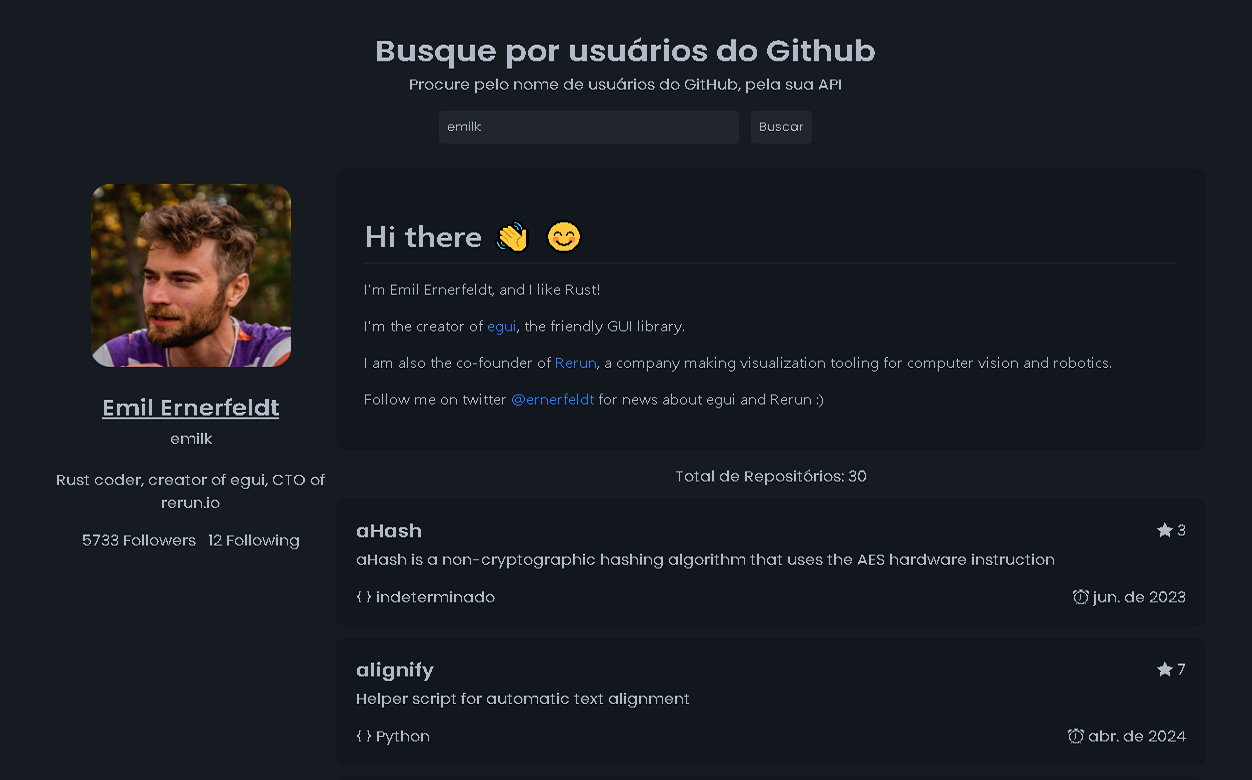 Busque por usuários do Github
Procure pelo nome de usuários do GitHub, pela sua API
emilk
Buscar
Emil Ernerfeldt
emilk
Rust coder, creator of egui, CTO of
rerun.io
5733 Followers 12 Following
Hi there 👋 😊
I'm Emil Ernerfeldt, and I like Rust!
I'm the creator of egui, the friendly GUI library.
I am also the co-founder of Rerun, a company making visualization tooling for computer vision and robotics.
Follow me on twitter @ernerfeldt for news about egui and Rerun :)
Total de Repositórios: 30
aHash
★ 3
aHash is a non-cryptographic hashing algorithm that uses the AES hardware instruction
{ } indeterminado
⏰ jun. de 2023
alignify
★ 7
Helper script for automatic text alignment
{ } Python
⏰ abr. de 2024